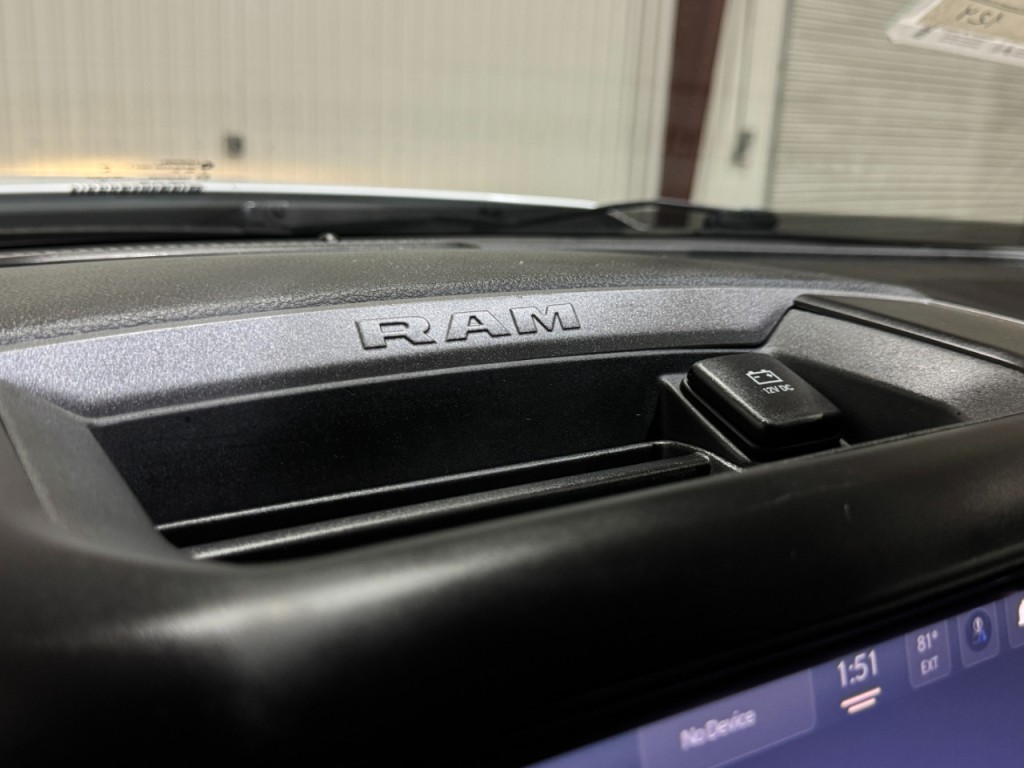 RAM
12V DC
1:51
81°
EXT
No Device